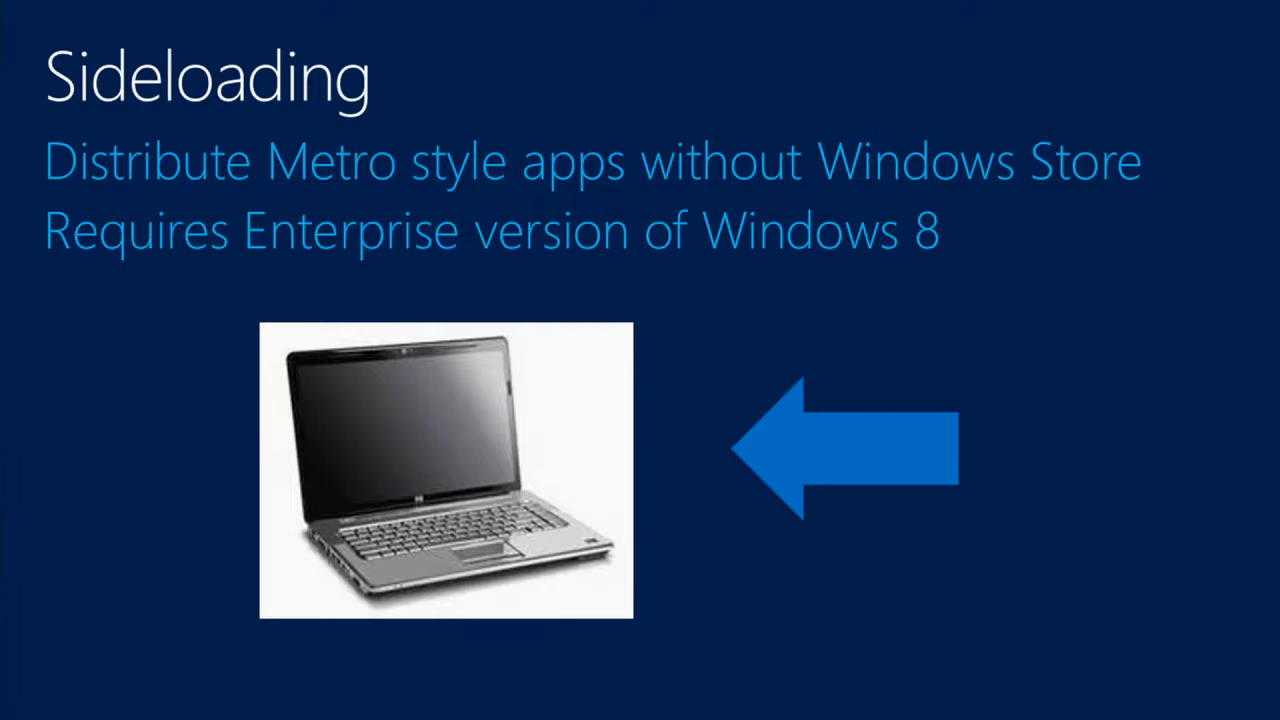 Sideloading
Distribute Metro style apps without Windows Store
Requires Enterprise version of Windows 8